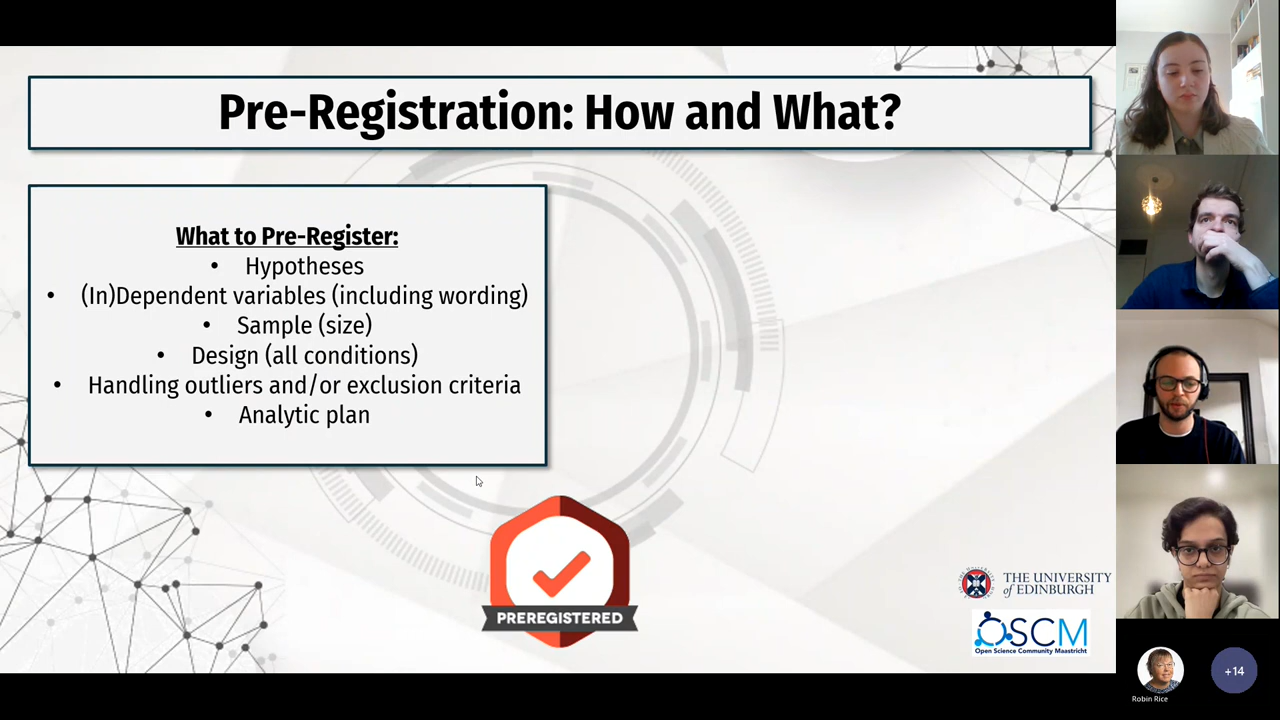 Pre-Registration: How and What?
What to Pre-Register:
• Hypotheses
• (In)Dependent variables (including wording)
• Sample (size)
• Design (all conditions)
• Handling outliers and/or exclusion criteria
• Analytic plan
PREREGISTERED
THE UNIVERSITY
of EDINBURGH
OSCM
Open Science Community Maastricht
Robin Rice
+14